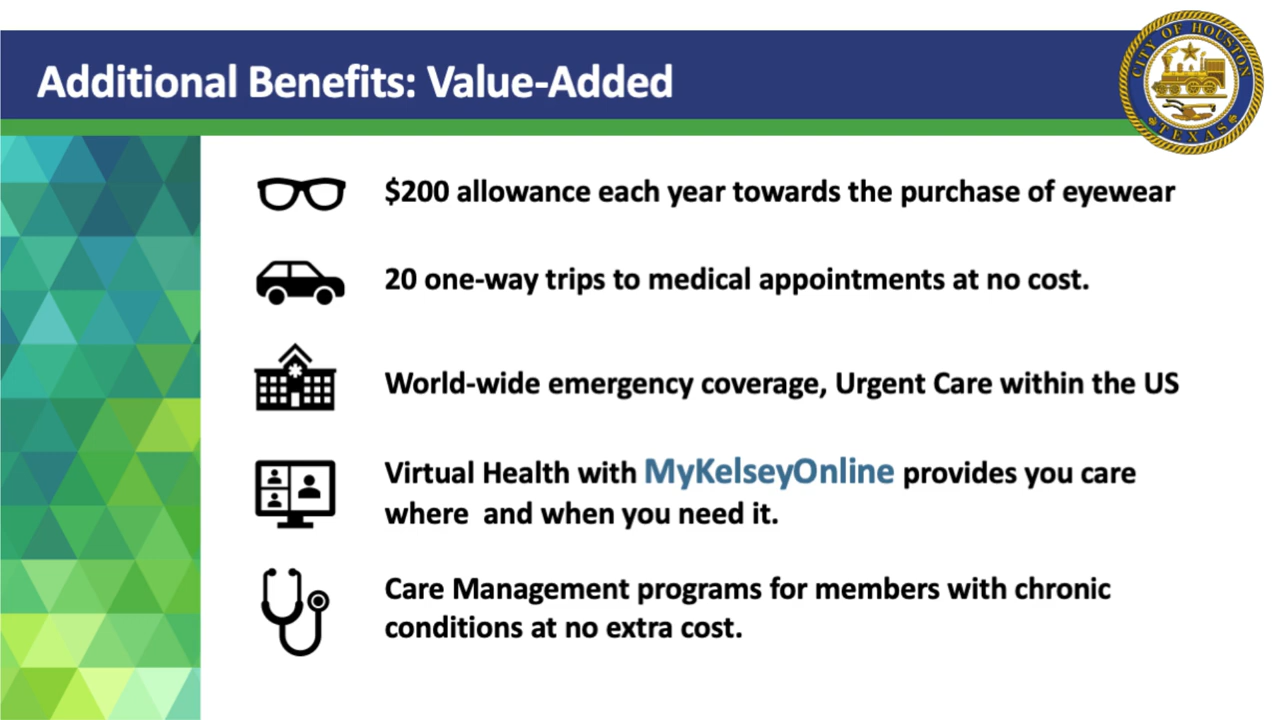 Additional Benefits: Value-Added
CITY OF HOUSTON
TEXAS
$200 allowance each year towards the purchase of eyewear
20 one-way trips to medical appointments at no cost.
World-wide emergency coverage, Urgent Care within the US
Virtual Health with MyKelseyOnline provides you care
where  and when you need it.
Care Management programs for members with chronic
conditions at no extra cost.